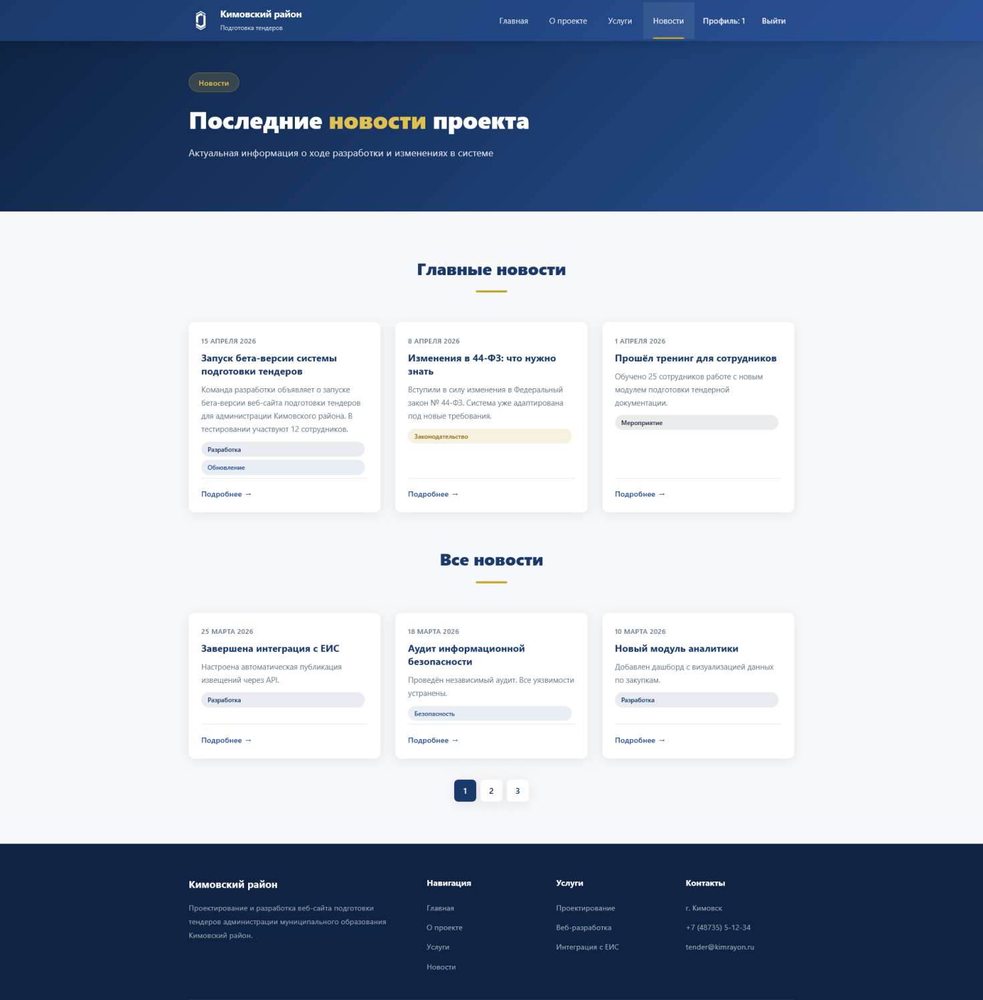 Кимовский район
Подготовка тендеров
Главная
О проекте
Услуги
Новости
Профиль: 1
Выйти
Новости
Последние новости проекта
Актуальная информация о ходе разработки и изменениях в системе
Главные новости
15 АПРЕЛЯ 2026
Запуск бета-версии системы
подготовки тендеров
Команда разработки объявляет о запуске
бета-версии веб-сайта подготовки тендеров
для администрации Кимовского района. В
тестировании участвуют 12 сотрудников.
Разработка
Обновление
Подробнее →
8 АПРЕЛЯ 2026
Изменения в 44-ФЗ: что нужно
знать
Вступили в силу изменения в Федеральный
закон № 44-ФЗ. Система уже адаптирована
под новые требования.
Законодательство
Подробнее →
1 АПРЕЛЯ 2026
Прошёл тренинг для сотрудников
Обучено 25 сотрудников работе с новым
модулем подготовки тендерной
документации.
Мероприятие
Подробнее →
Все новости
25 МАРТА 2026
Завершена интеграция с ЕИС
Настроена автоматическая публикация
извещений через API.
Разработка
Подробнее →
18 МАРТА 2026
Аудит информационной
безопасности
Проведён независимый аудит. Все уязвимости
устранены.
Безопасность
Подробнее →
10 МАРТА 2026
Новый модуль аналитики
Добавлен дашборд с визуализацией данных
по закупкам.
Разработка
Подробнее →
1
2
3
Кимовский район
Проектирование и разработка веб-сайта подготовки
тендеров администрации муниципального образования
Кимовский район.
Навигация
Главная
О проекте
Услуги
Новости
Услуги
Проектирование
Веб-разработка
Интеграция с ЕИС
Контакты
г. Кимовск
+7 (48735) 5-12-34
tender@kimrayon.ru